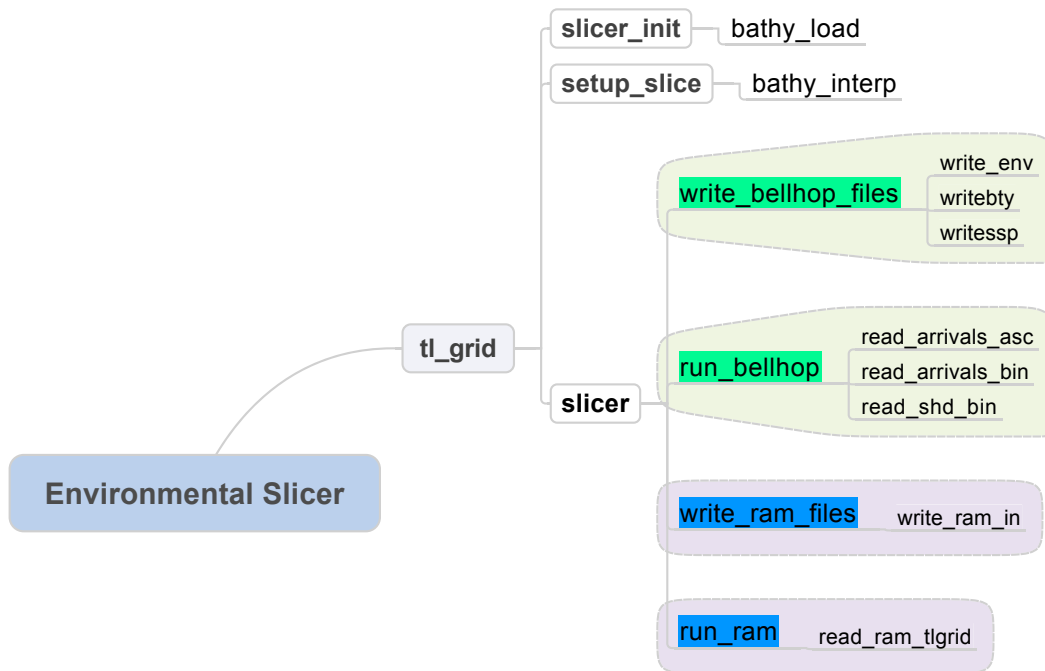 slicer_init
bathy_load
setup_slice
bathy_interp
write_env
write_bellhop_files
writebty
writessp
read_arrivals_asc
tl_grid
run_bellhop
read_arrivals_bin
slicer
read_shd_bin
Environmental Slicer
write_ram_files
write_ram_in
run_ram
read_ram_tlgrid